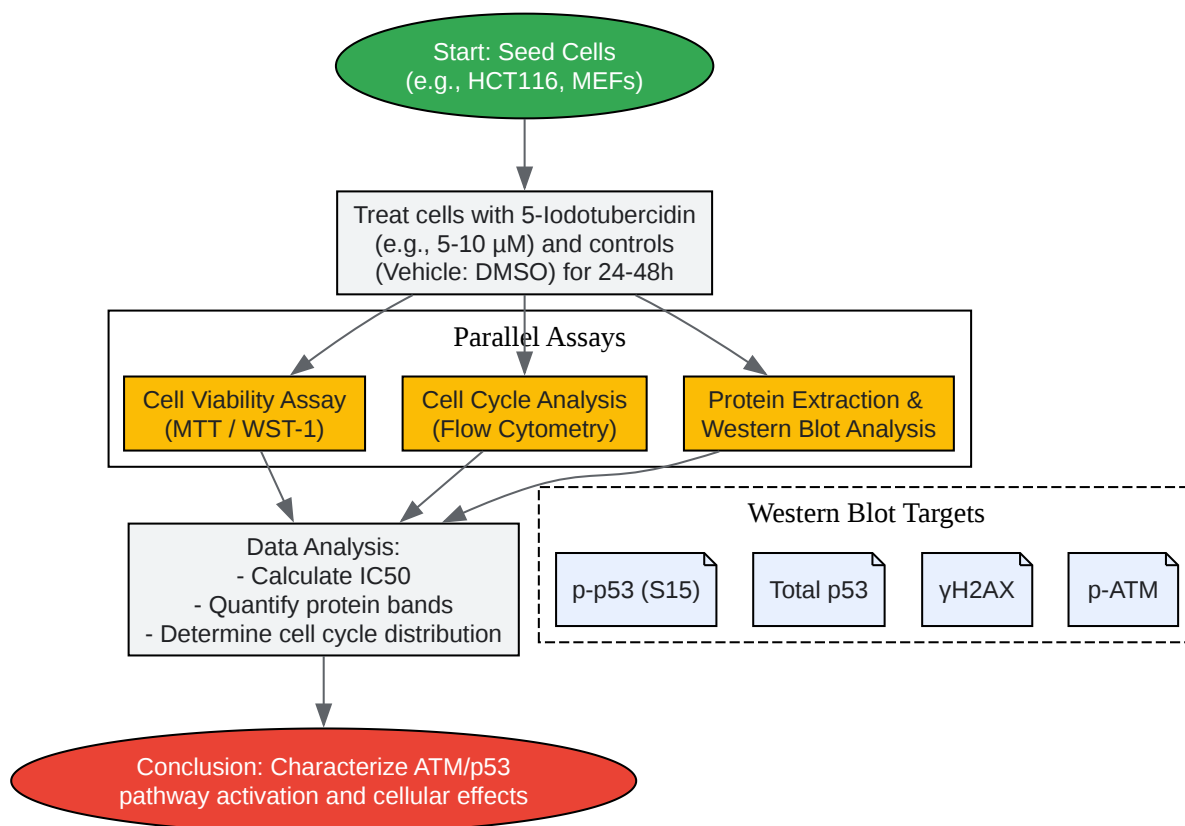 Start: Seed Cells
(e.g., HCT116, MEFs)
Treat cells with 5-Iodotubercidin
(e.g., 5-10 µM) and controls
(Vehicle: DMSO) for 24-48h
Parallel Assays
Cell Viability Assay
(MTT / WST-1)
Cell Cycle Analysis
(Flow Cytometry)
Protein Extraction &
Western Blot Analysis
Western Blot Targets
p-p53 (S15)
Total p53
γH2AX
p-ATM
Data Analysis:
- Calculate IC50
- Quantify protein bands
- Determine cell cycle distribution
Conclusion: Characterize ATM/p53
pathway activation and cellular effects